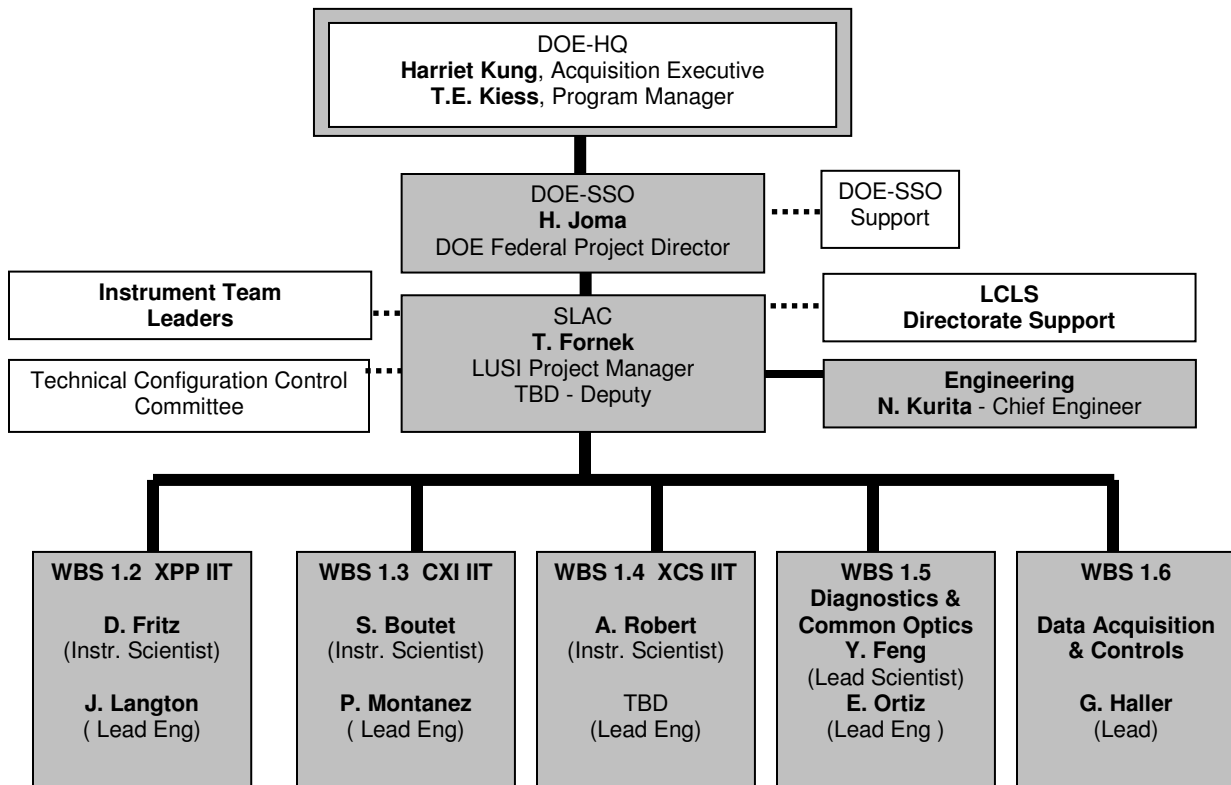 DOE-HQ
Harriet Kung, Acquisition Executive
T.E. Kiess, Program Manager
DOE-SSO
H. Joma
DOE Federal Project Director
DOE-SSO
Support
Instrument Team
Leaders
SLAC
T. Fornek
LUSI Project Manager
TBD - Deputy
LCLS
Directorate Support
Technical Configuration Control
Committee
Engineering
N. Kurita - Chief Engineer
WBS 1.2 XPP IIT
D. Fritz
(Instr. Scientist)
J. Langton
( Lead Eng)
WBS 1.3 CXI IIT
S. Boutet
(Instr. Scientist)
P. Montanez
( Lead Eng)
WBS 1.4 XCS IIT
A. Robert
(Instr. Scientist)
TBD
(Lead Eng)
WBS 1.5
Diagnostics &
Common Optics
Y. Feng
(Lead Scientist)
E. Ortiz
(Lead Eng )
WBS 1.6
Data Acquisition
& Controls
G. Haller
(Lead)